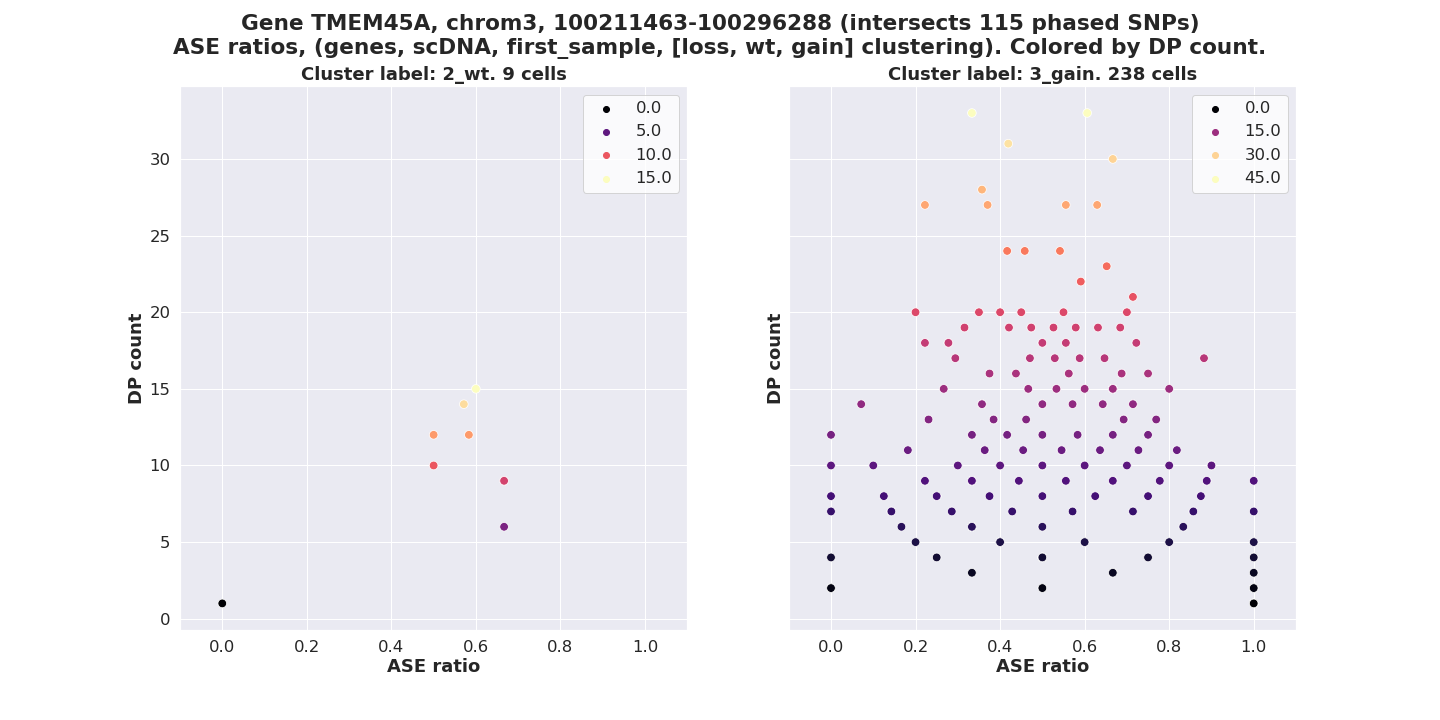 Gene TMEM45A, chrom3, 100211463-100296288 (intersects 115 phased SNPs)
ASE ratios, (genes, scDNA, first_sample, [loss, wt, gain] clustering). Colored by DP count.
Cluster label: 2_wt. 9 cells
0.0
5.0
10.0
15.0
DP count
30
25
20
15
10
5
0
0.0 0.2 0.4 0.6 0.8 1.0
ASE ratio
Cluster label: 3_gain. 238 cells
0.0
15.0
30.0
45.0
DP count
0.0 0.2 0.4 0.6 0.8 1.0
ASE ratio